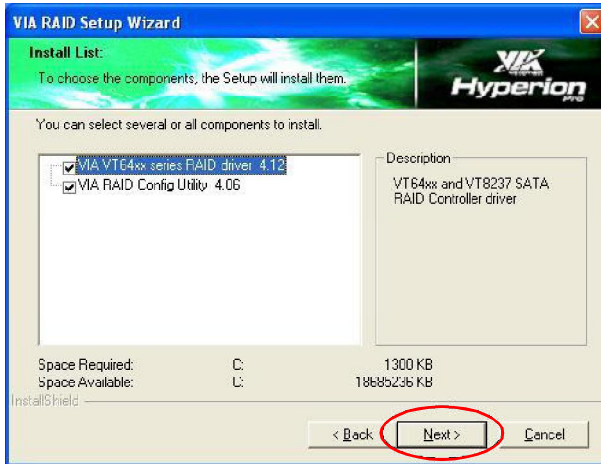 VIA RAID Setup Wizard
Install List:
To choose the components, the Setup will install them.
VIA
Hyperion
PRO
You can select several or all components to install.
VIA VT64xx series RAID driver 4.12
VIA RAID Config Utility 4.06
Description
VT64xx and VT8237 SATA
RAID Controller driver
Space Required: C: 1300 KB
Space Available: C: 18685236 KB
InstallShield
< Back
Next >
Cancel